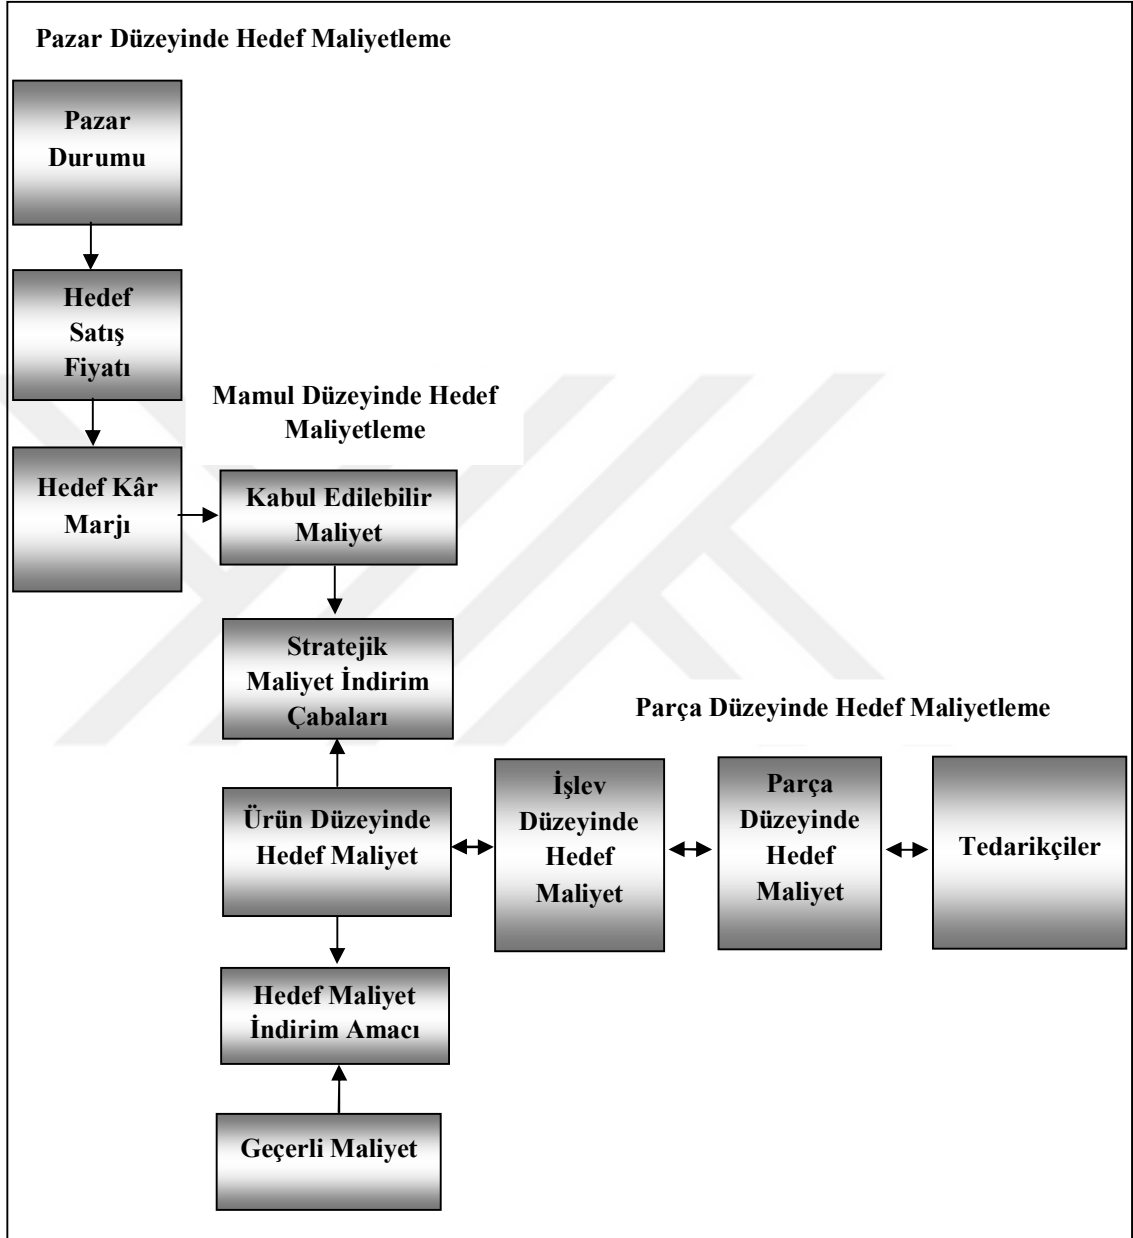 Pazar Düzeyinde Hedef Maliyetleme
Pazar
Durumu
Hedef
Satış
Fiyatı
Hedef Kâr
Marjı
Mamul Düzeyinde Hedef
Maliyetleme
Kabul Edilebilir
Maliyet
Stratejik
Maliyet İndirim
Çabaları
Parça Düzeyinde Hedef Maliyetleme
Ürün Düzeyinde
Hedef Maliyet
İşlev
Düzeyinde
Hedef
Maliyet
Parça
Düzeyinde
Hedef
Maliyet
Tedarikçiler
Hedef Maliyet
İndirim Amacı
Geçerli Maliyet